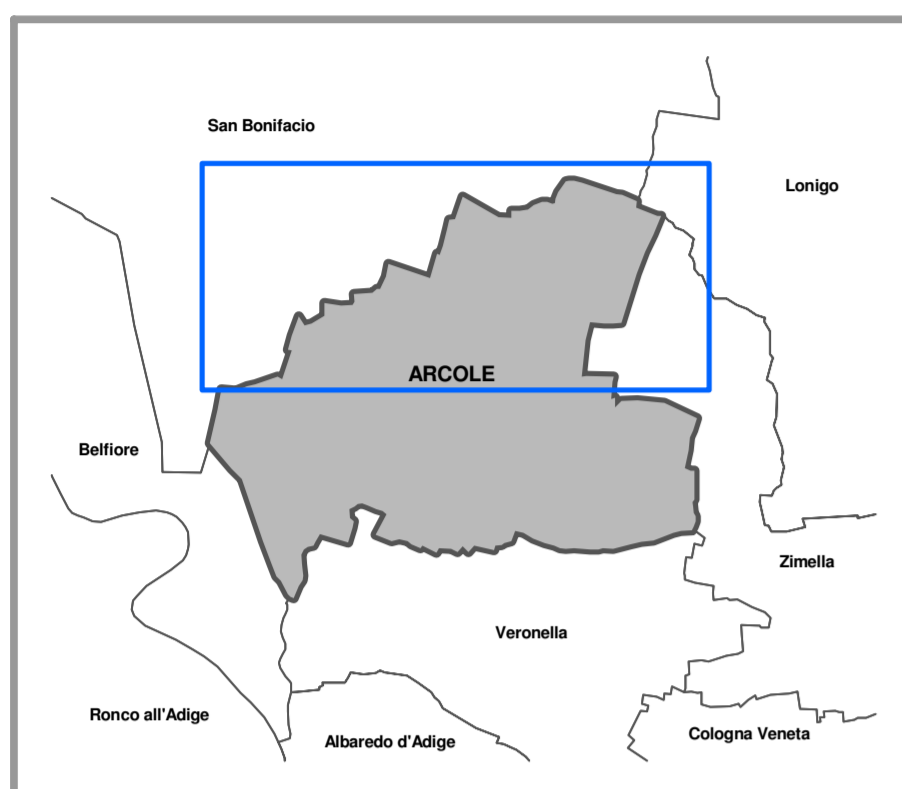 San Bonifacio
Lonigo
ARCOLE
Belfiore
Zimella
Veronella
Ronco all'Adige
Albaredo d'Adige
Cologna Veneta